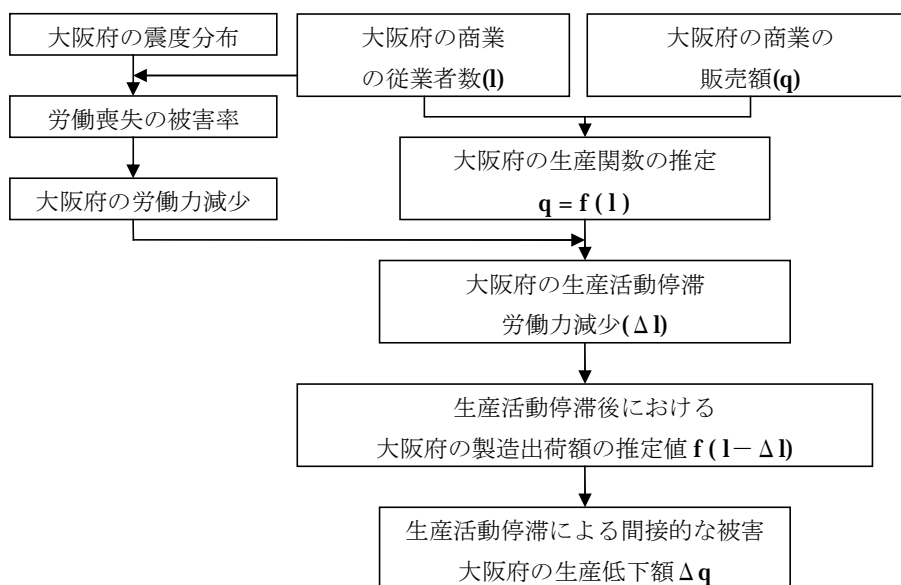 大阪府の震度分布
大阪府の商業
の従業者数(l)
大阪府の商業の
販売額(q)
労働喪失の被害率
大阪府の生産関数の推定
q = f ( l )
大阪府の労働力減少
大阪府の生産活動停滞
労働力減少(Δl)
生産活動停滞後における
大阪府の製造出荷額の推定値 f ( l－Δl)
生産活動停滞による間接的な被害
大阪府の生産低下額 Δq